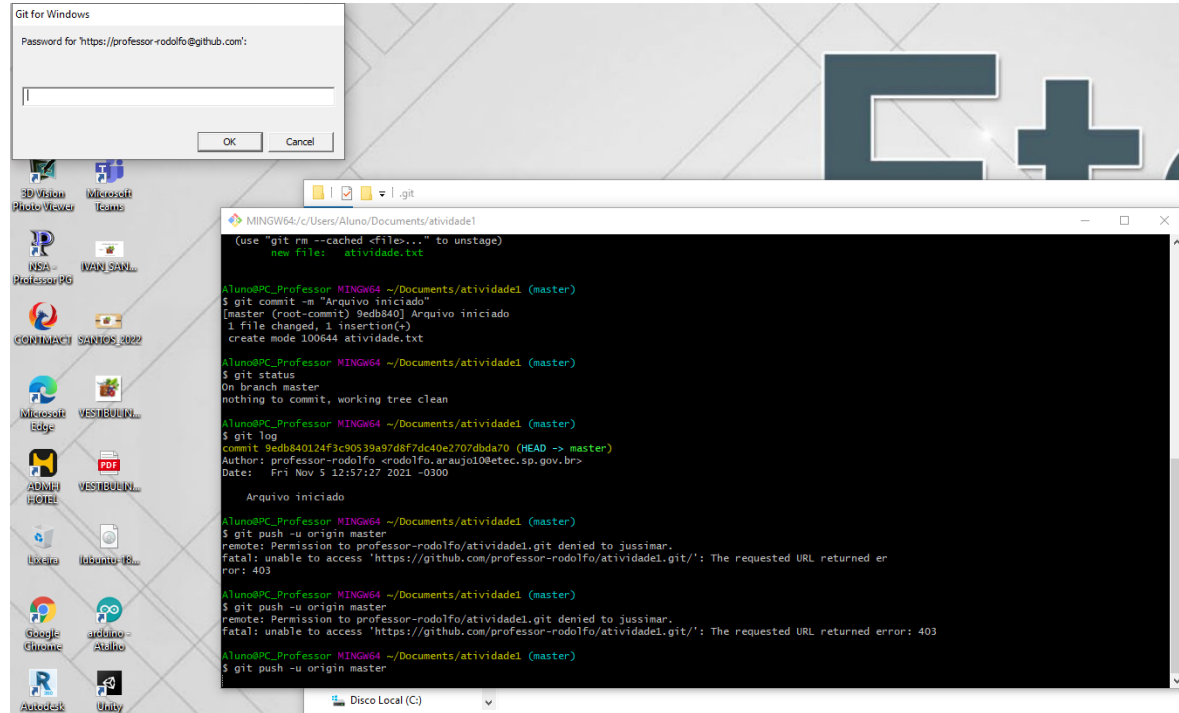 Git for Windows
Password for 'https://professor-rodolfo@github.com':
OK
Cancel
Etec
3D Vision
Photo Viewer
Microsoft
Teams
.git
MINGW64:/c/Users/Aluno/Documents/atividade1
(use "git rm --cached <file>..." to unstage)
new file:   atividade.txt
Aluno@PC_Professor MINGW64 ~/Documents/atividade1 (master)
$ git commit -m "Arquivo iniciado"
[master (root-commit) 9edb840] Arquivo iniciado
1 file changed, 1 insertion(+)
create mode 100644 atividade.txt
Aluno@PC_Professor MINGW64 ~/Documents/atividade1 (master)
$ git status
On branch master
nothing to commit, working tree clean
Aluno@PC_Professor MINGW64 ~/Documents/atividade1 (master)
$ git log
commit 9edb840124f3c90539a97d8f7dc40e2707dbda70 (HEAD -> master)
Author: professor-rodolfo <rodolfo.araujo10@etec.sp.gov.br>
Date:   Fri Nov 5 12:57:27 2021 -0300
Arquivo iniciado
Aluno@PC_Professor MINGW64 ~/Documents/atividade1 (master)
$ git push -u origin master
remote: Permission to professor-rodolfo/atividade1.git denied to jussimar.
fatal: unable to access 'https://github.com/professor-rodolfo/atividade1.git/': The requested URL returned er
ror: 403
Aluno@PC_Professor MINGW64 ~/Documents/atividade1 (master)
$ git push -u origin master
remote: Permission to professor-rodolfo/atividade1.git denied to jussimar.
fatal: unable to access 'https://github.com/professor-rodolfo/atividade1.git/': The requested URL returned error: 403
Aluno@PC_Professor MINGW64 ~/Documents/atividade1 (master)
$ git push -u origin master
NSA -
Professor PG
IVAN_SAN...
CONTMACT
SANTOS_2022
Microsoft
Edge
VESTIBULIN...
ADMH
HOTEL
PDF
VESTIBULIN...
Lixeira
lubuntu-18...
Google
Chrome
arduino -
Atalho
Autodesk
Unity
Disco Local (C:)